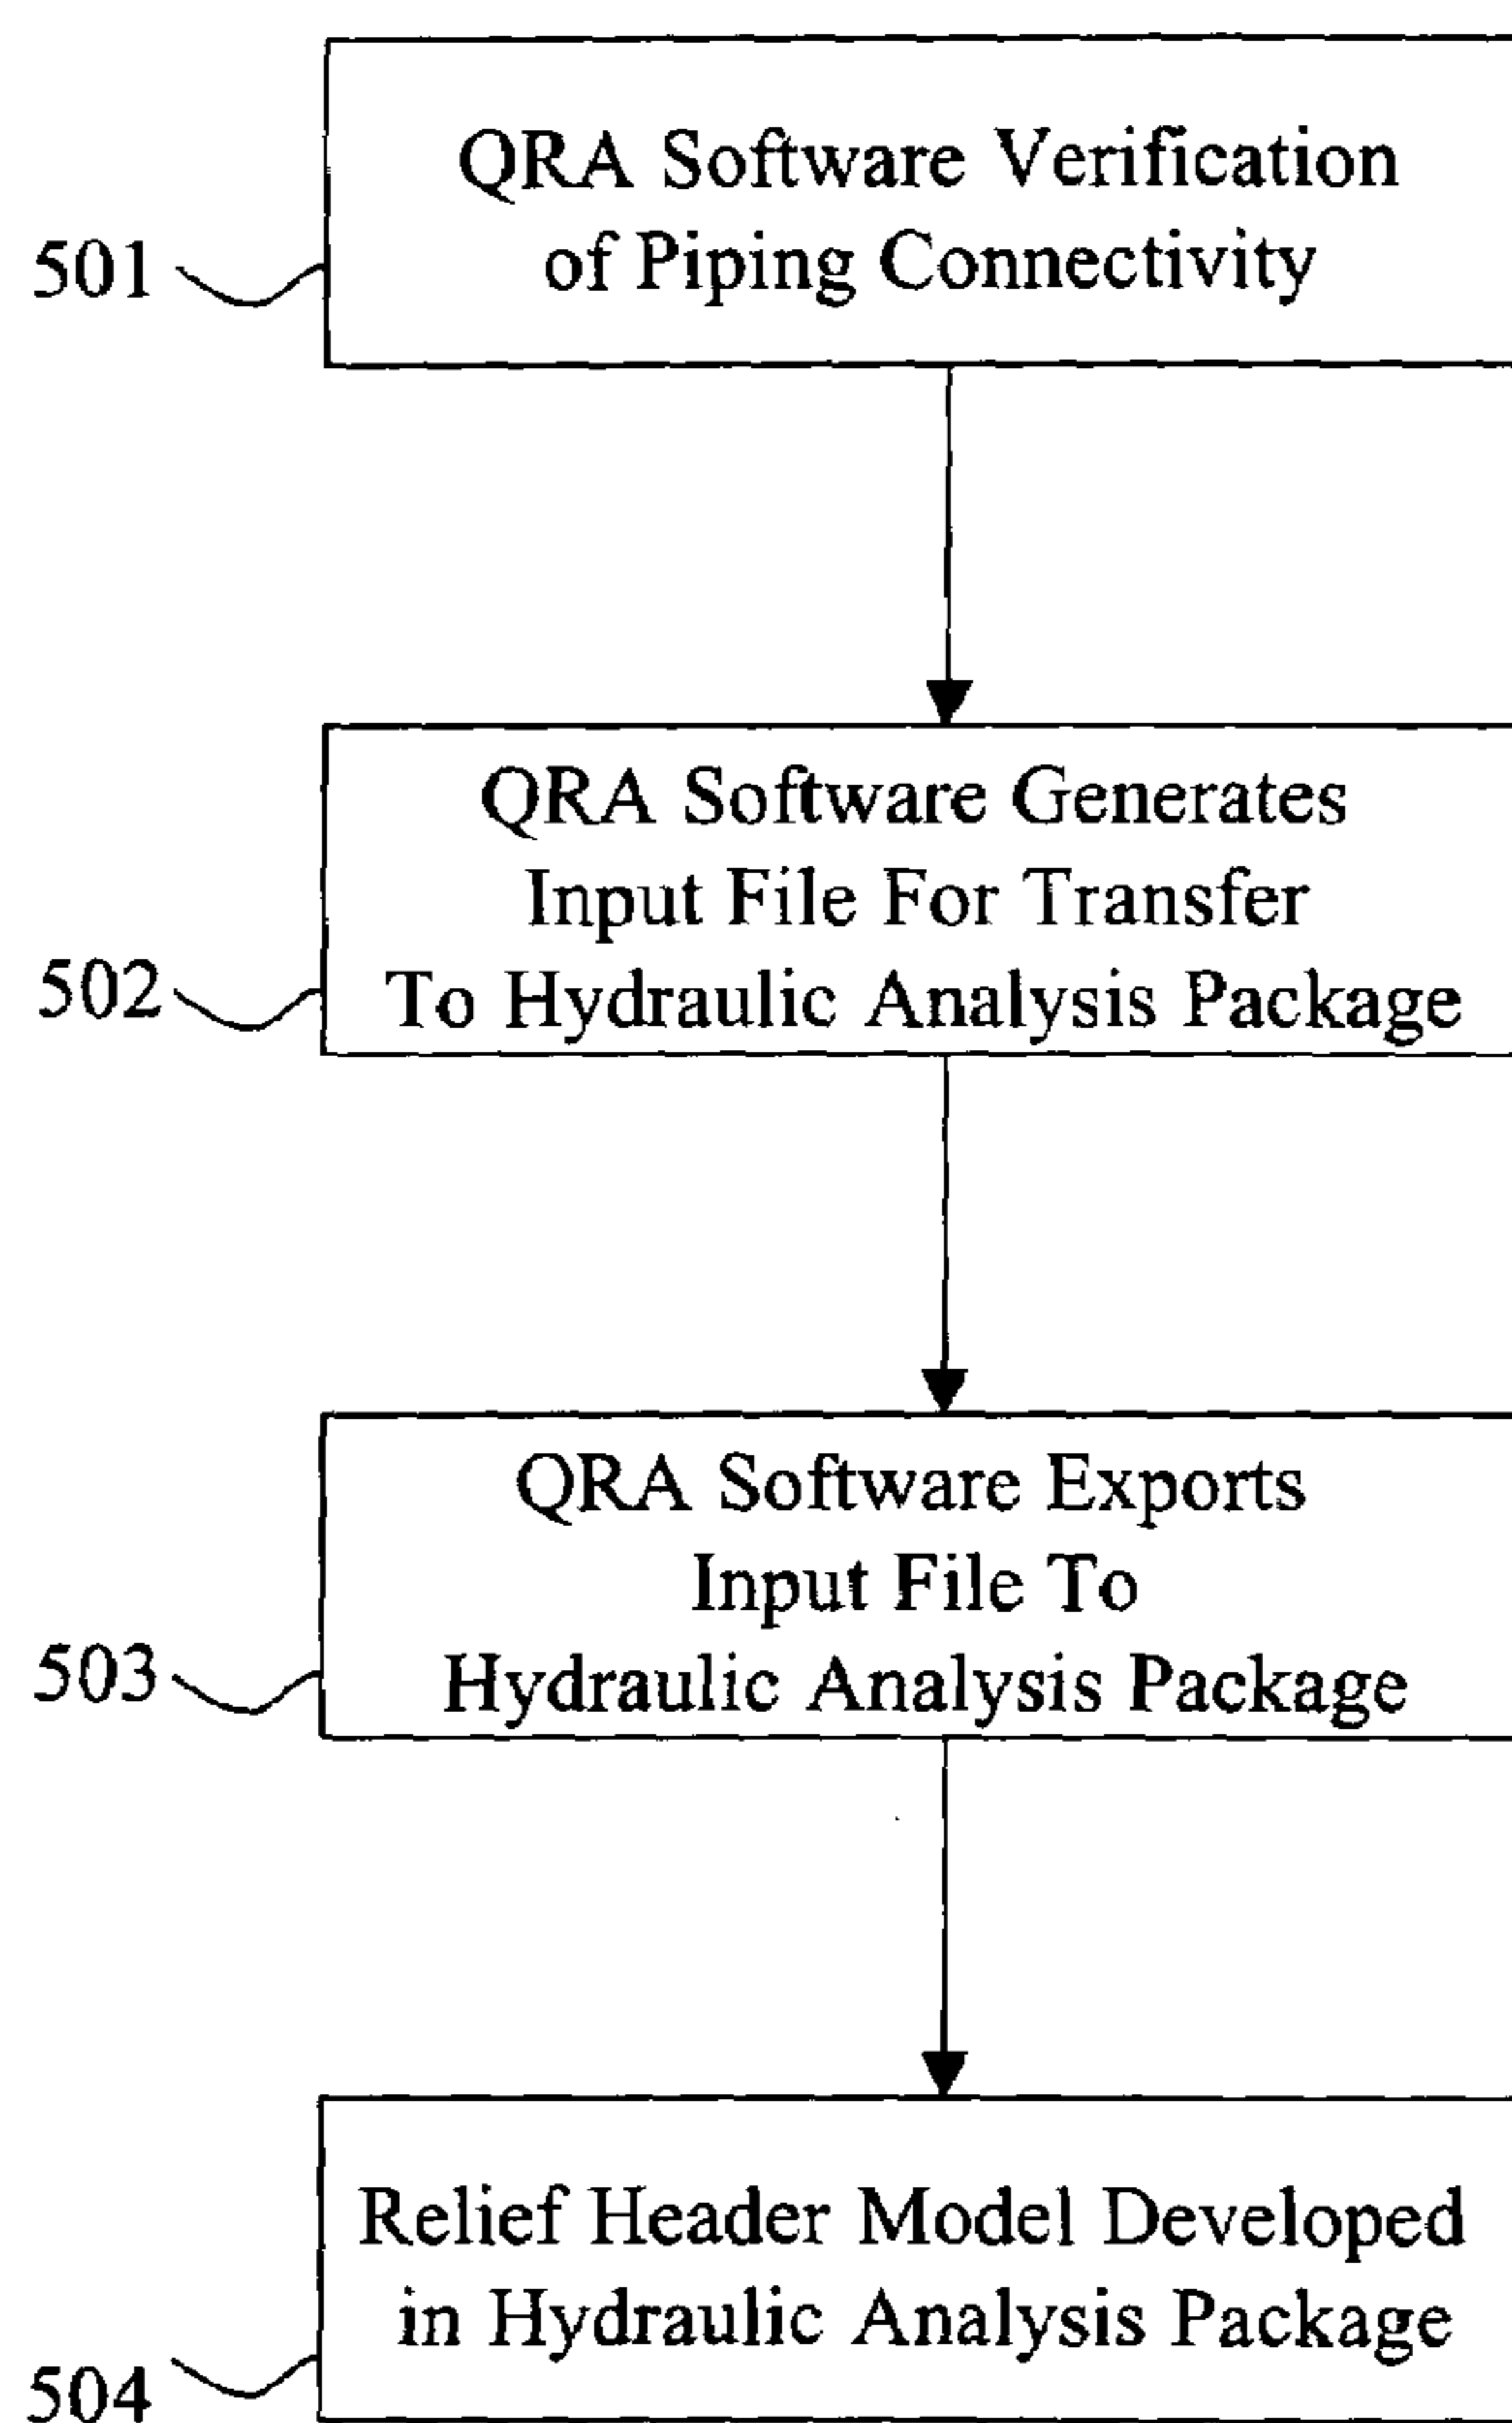 QRA Software Verification
of Piping Connectivity
501
QRA Software Generates
Input File For Transfer
To Hydraulic Analysis Package
502
QRA Software Exports
Input File To
Hydraulic Analysis Package
503
Relief Header Model Developed
in Hydraulic Analysis Package
504